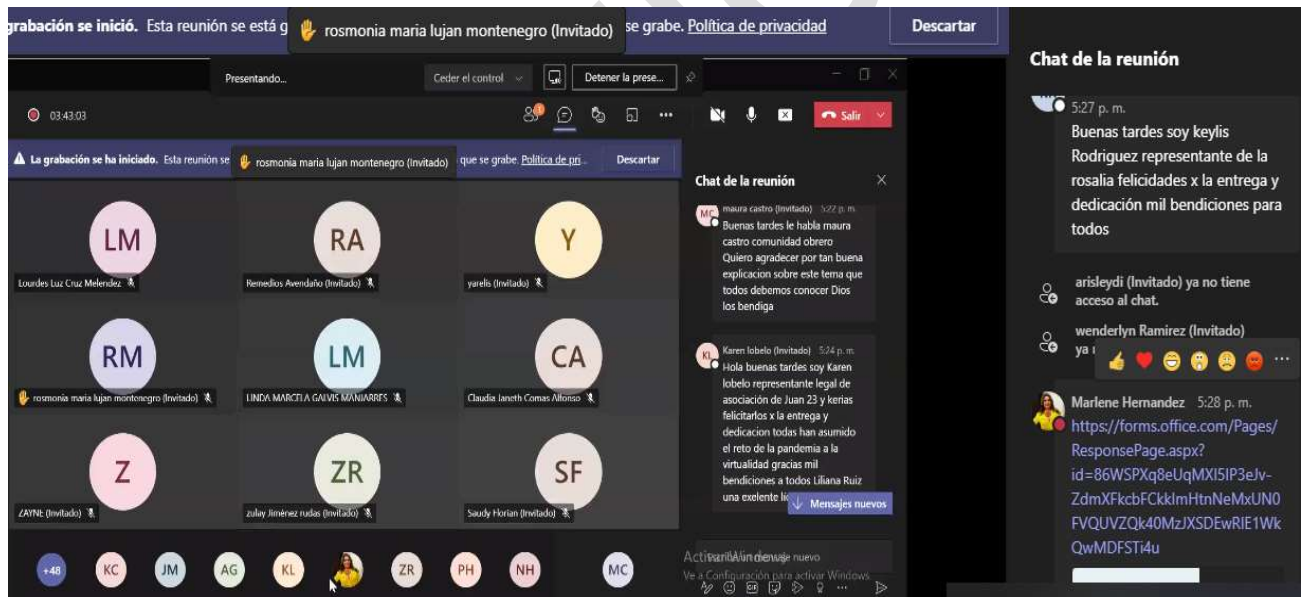 grabación se inició. Esta reunión se está g
rosmonia maria lujan montenegro (Invitado)
se grabe. Política de privacidad
Descartar
Presentando...
Ceder el control
Detener la prese...
03:43:03
1
Salir
La grabación se ha iniciado. Esta reunión se
rosmonia maria lujan montenegro (Invitado)
que se grabe. Política de pri...
Descartar
LM
Lourdes Luz Cruz Melendez
RA
Remedios Avendaño (Invitado)
Y
yarelis (Invitado)
RM
rosmonia maria lujan montenegro (Invitado)
LM
LINDA MARCELA GALVIS MANJARRES
CA
Claudia Janeth Comas Alfonso
Z
ZAYNE (Invitado)
ZR
zulay Jiménez rudas (Invitado)
SF
Saudy Florian (Invitado)
+48
KC
JM
AG
KL
ZR
PH
NH
MC
Chat de la reunión
MC
maura castro (Invitado) 5:22 p. m.
Buenas tardes le habla maura
castro comunidad obrero
Quiero agradecer por tan buena
explicacion sobre este tema que
todos debemos conocer Dios
los bendiga
KL
Karen lobelo (Invitado) 5:24 p. m.
Hola buenas tardes soy Karen
lobelo representante legal de
asociación de Juan 23 y kerias
felicitarlos x la entrega y
dedicacion todas han asumido
el reto de la pandemia a la
virtualidad gracias mil
bendiciones a todos Liliana Ruiz
una exelente
Mensajes nuevos
mensaje nuevo
Activar Windows
Ve a Configuración para activar Windows.
Chat de la reunión
5:27 p. m.
Buenas tardes soy keylis
Rodriguez representante de la
rosalia felicidades x la entrega y
dedicación mil bendiciones para
todos
arisleydi (Invitado) ya no tiene
acceso al chat.
wenderlyn Ramirez (Invitado)
ya
Marlene Hernandez 5:28 p. m.
https://forms.office.com/Pages/
ResponsePage.aspx?
id=86WSPXq8eUqMXI5IP3eJv-
ZdmXFkcbFCkkImHtnNeMxUN0
FVQUVZQk40MzJXSDEwRlE1Wk
QwMDFSTi4u